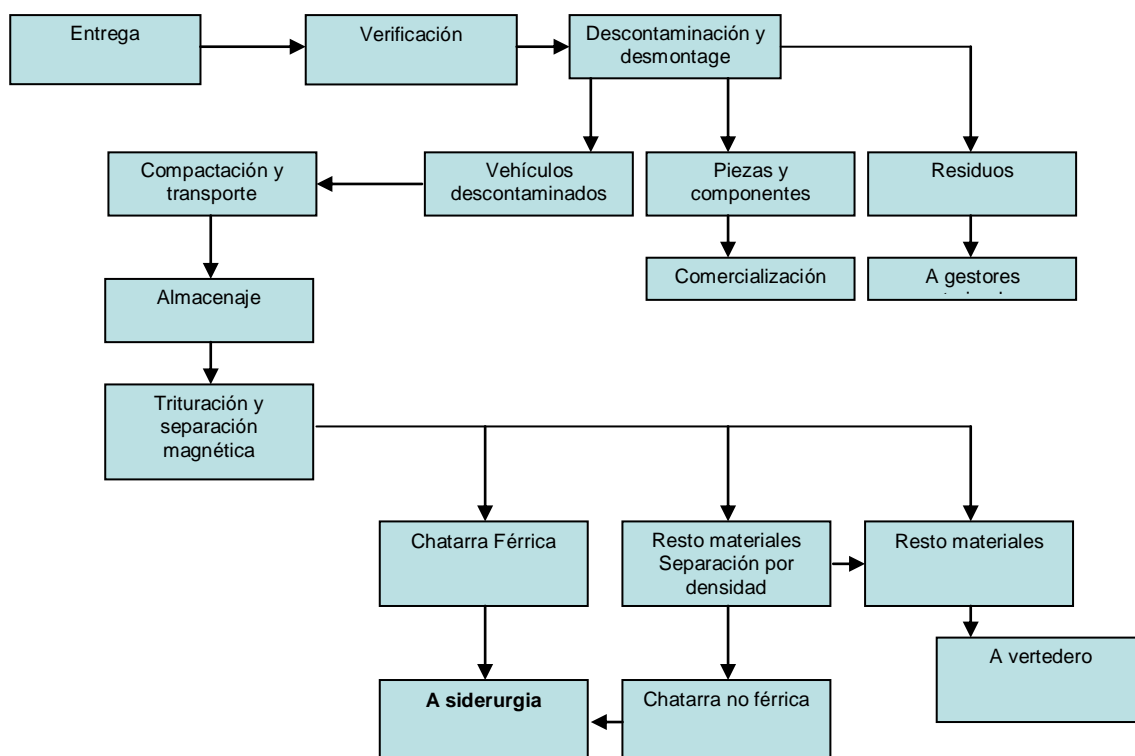 Entrega
Verificación
Descontaminación y
desmontage
Compactación y
transporte
Vehículos
descontaminados
Piezas y
componentes
Residuos
Comercialización
A gestores
Almacenaje
Trituración y
separación
magnética
Chatarra Férrica
Resto materiales
Separación por
densidad
Resto materiales
A vertedero
A siderurgia
Chatarra no férrica